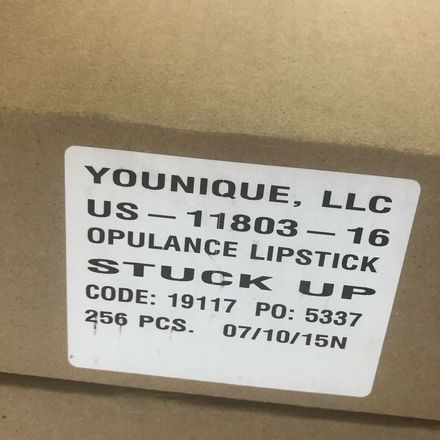 YOUNIQUE, LLC
US - 11803 - 16
OPULANCE LIPSTICK
STUCK UP
CODE: 19117 PO: 5337
256 PCS. 07/10/15N